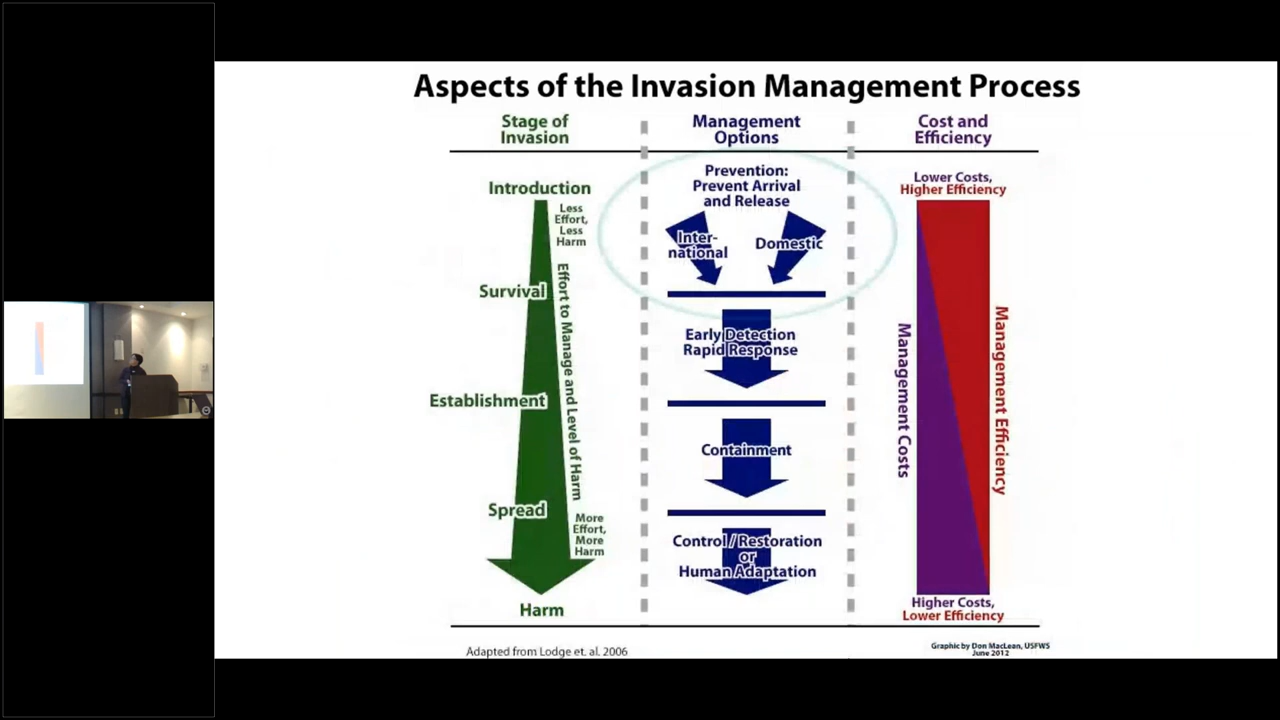 Aspects of the Invasion Management Process
Stage of
Invasion
Management
Options
Cost and
Efficiency
Introduction
Less
Effort,
Less
Harm
Survival
Effort to Manage and Level of Harm
Establishment
Spread
More
Effort,
More
Harm
Harm
Prevention:
Prevent Arrival
and Release
Inter-
national
Domestic
Early Detection
Rapid Response
Containment
Control / Restoration
or
Human Adaptation
Lower Costs,
Higher Efficiency
Management Costs
Management Efficiency
Higher Costs,
Lower Efficiency
Adapted from Lodge et. al. 2006
Graphic by Don MacLean, USFWS
June 2012